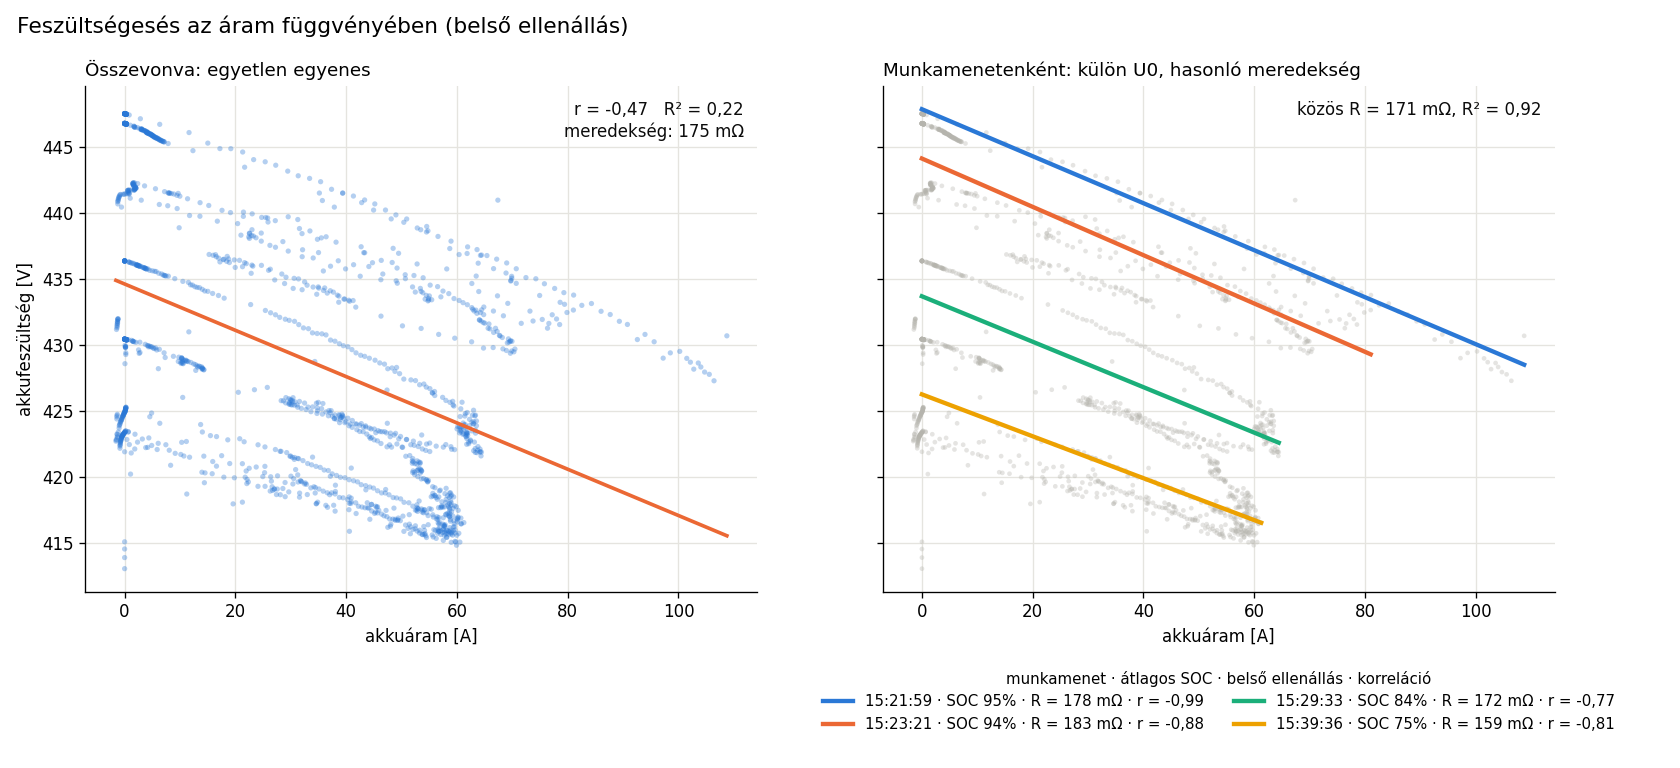 Feszültségesés az áram függvényében (belső ellenállás)
Összevonva: egyetlen egyenes
r = -0,47   R² = 0,22
meredekség: 175 mΩ
akkufeszültség [V]
445
440
435
430
425
420
415
0 20 40 60 80 100
akkuáram [A]
Munkamenetenként: külön U0, hasonló meredekség
közös R = 171 mΩ, R² = 0,92
0 20 40 60 80 100
akkuáram [A]
munkamenet · átlagos SOC · belső ellenállás · korreláció
15:21:59 · SOC 95% · R = 178 mΩ · r = -0,99
15:23:21 · SOC 94% · R = 183 mΩ · r = -0,88
15:29:33 · SOC 84% · R = 172 mΩ · r = -0,77
15:39:36 · SOC 75% · R = 159 mΩ · r = -0,81